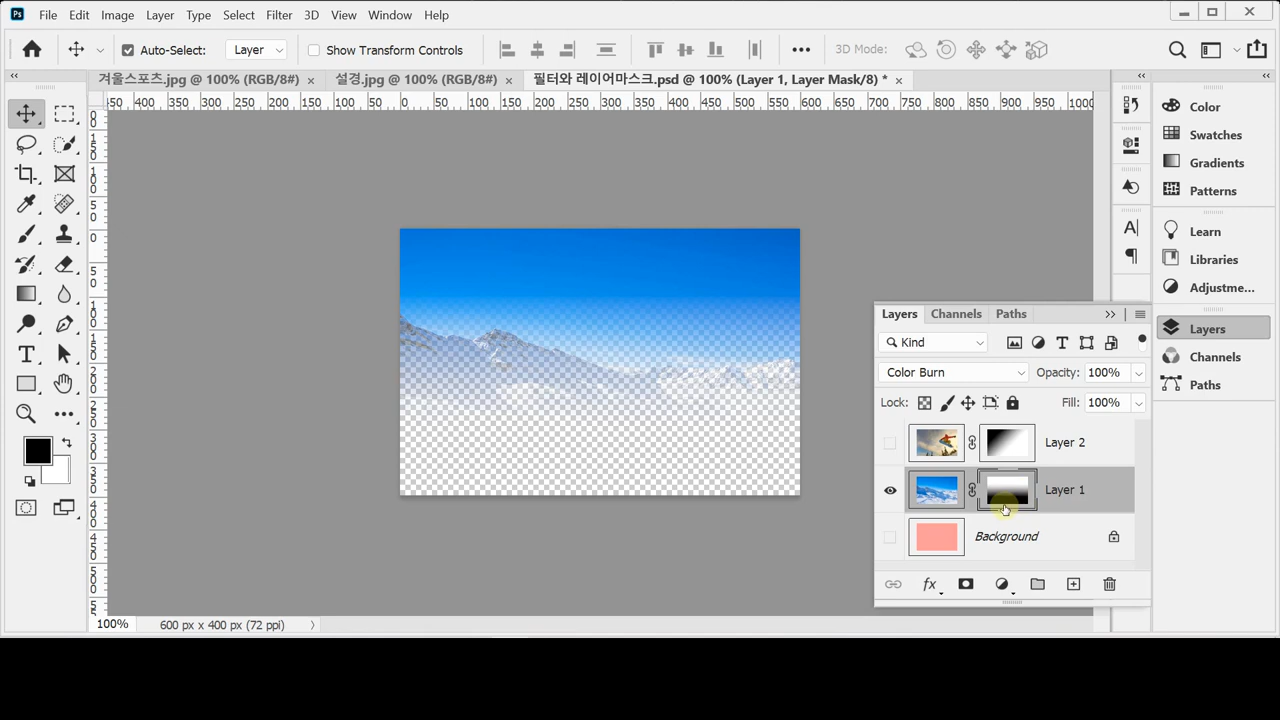 Ps File Edit Image Layer Type Select Filter 3D View Window Help
Auto-Select: Layer Show Transform Controls 3D Mode:
겨울스포츠.jpg @ 100% (RGB/8#) × 설경.jpg @ 100% (RGB/8#) × 필터와 레이어마스크.psd @ 100% (Layer 1, Layer Mask/8) * ×
450 400 350 300 250 200 150 100 50 0 50 100 150 200 250 300 350 400 450 500 550 600 650 700 750 800 850 900 950 1000
Color
Swatches
Gradients
Patterns
Learn
Libraries
Adjustme...
Layers
Channels
Paths
Layers Channels Paths
Kind
Color Burn Opacity: 100%
Lock: Fill: 100%
Layer 2
Layer 1
Background
fx
100% 600 px x 400 px (72 ppi)